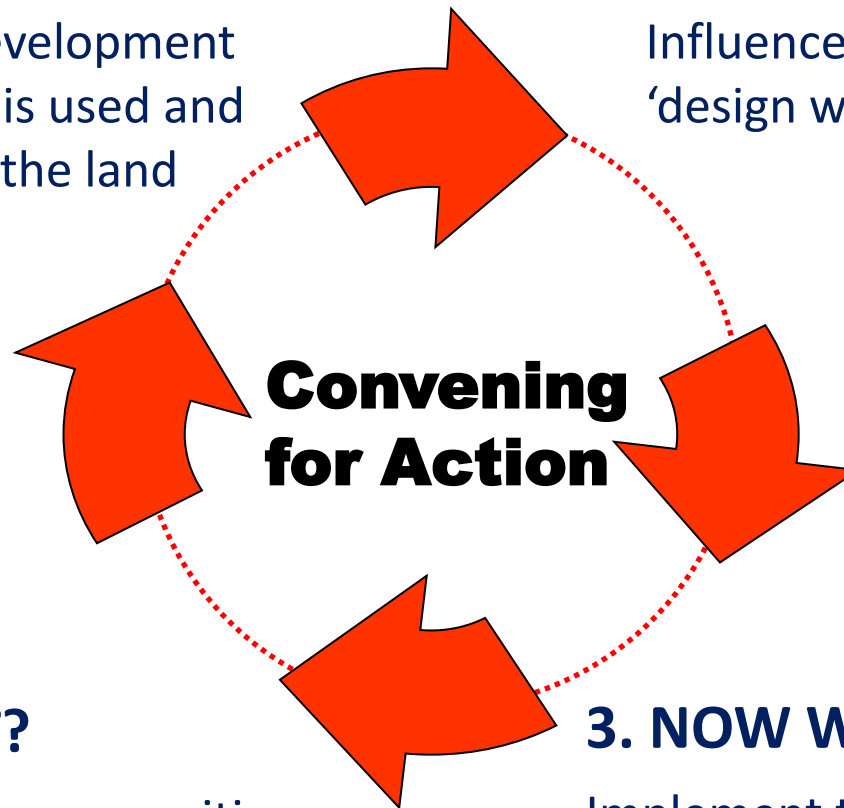 velopment
is used and
the land
Influence
‘design w
Convening
for Action
?
3. NOW W